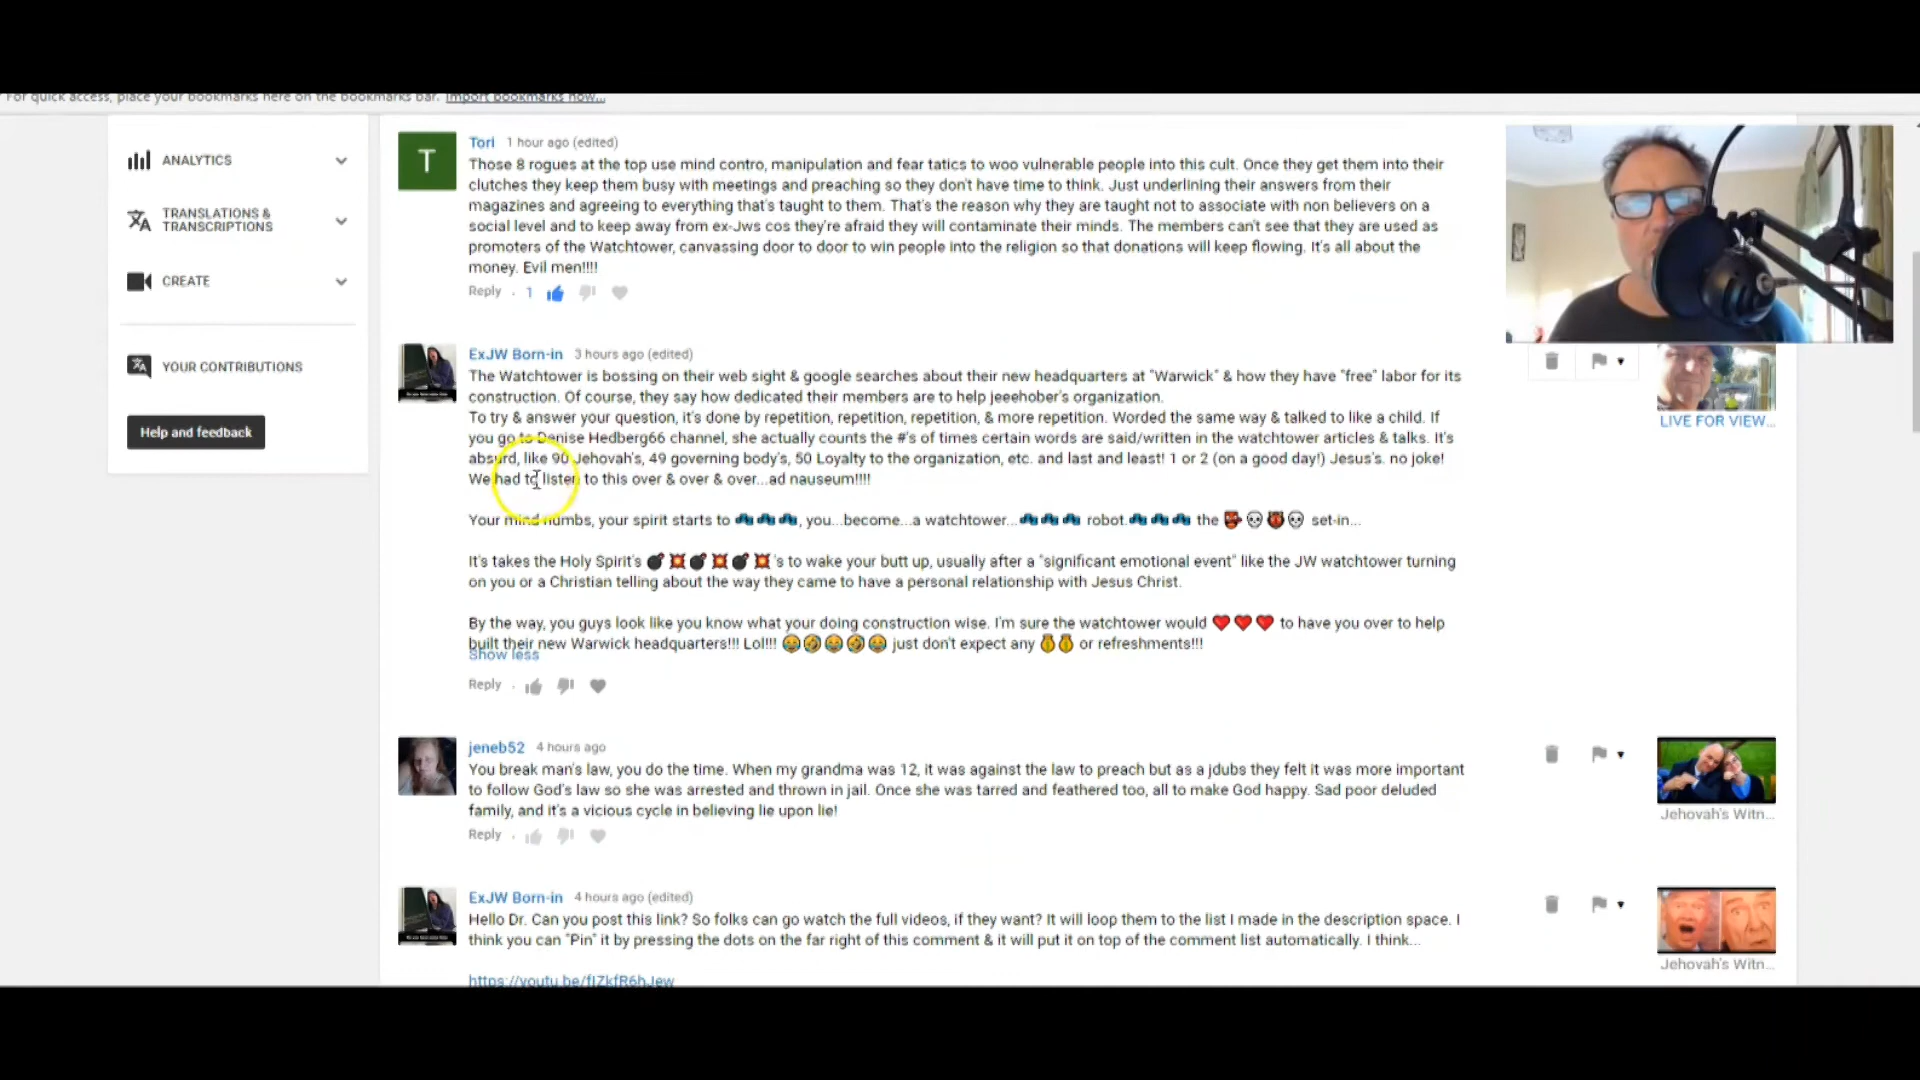 For quick access, place your bookmarks here on the bookmarks bar. Import bookmarks now...
ANALYTICS
TRANSLATIONS &
TRANSCRIPTIONS
CREATE
YOUR CONTRIBUTIONS
Help and feedback
T
Tori 1 hour ago (edited)
Those 8 rogues at the top use mind contro, manipulation and fear tatics to woo vulnerable people into this cult. Once they get them into their
clutches they keep them busy with meetings and preaching so they don't have time to think. Just underlining their answers from their
magazines and agreeing to everything that's taught to them. That's the reason why they are taught not to associate with non believers on a
social level and to keep away from ex-Jws cos they're afraid they will contaminate their minds. The members can't see that they are used as
promoters of the Watchtower, canvassing door to door to win people into the religion so that donations will keep flowing. It's all about the
money. Evil men!!!!
Reply . 1
ExJW Born-in 3 hours ago (edited)
The Watchtower is bossing on their web sight & google searches about their new headquarters at "Warwick" & how they have "free" labor for its
construction. Of course, they say how dedicated their members are to help jeeehober's organization.
To try & answer your question, it's done by repetition, repetition, repetition, & more repetition. Worded the same way & talked to like a child. If
you go to Denise Hedberg66 channel, she actually counts the #'s of times certain words are said/written in the watchtower articles & talks. It's
absurd, like 90 Jehovah's, 49 governing body's, 50 Loyalty to the organization, etc. and last and least! 1 or 2 (on a good day!) Jesus's. no joke!
We had to listen to this over & over & over...ad nauseum!!!!
Your mind numbs, your spirit starts to , you...become...a watchtower... robot. the set-in...
It's takes the Holy Spirit's 💣💥💣💥💣💥's to wake your butt up, usually after a "significant emotional event" like the JW watchtower turning
on you or a Christian telling about the way they came to have a personal relationship with Jesus Christ.
By the way, you guys look like you know what your doing construction wise. I'm sure the watchtower would ❤❤❤ to have you over to help
built their new Warwick headquarters!!! Lol!!! 😂🤣😂🤣😂 just don't expect any 💰💰 or refreshments!!!
Show less
Reply .
LIVE FOR VIEW...
jeneb52 4 hours ago
You break man's law, you do the time. When my grandma was 12, it was against the law to preach but as a jdubs they felt it was more important
to follow God's law so she was arrested and thrown in jail. Once she was tarred and feathered too, all to make God happy. Sad poor deluded
family, and it's a vicious cycle in believing lie upon lie!
Reply .
Jehovah's Witn...
ExJW Born-in 4 hours ago (edited)
Hello Dr. Can you post this link? So folks can go watch the full videos, if they want? It will loop them to the list I made in the description space. I
think you can "Pin" it by pressing the dots on the far right of this comment & it will put it on top of the comment list automatically. I think...
Jehovah's Witn...
https://youtu.be/flZkfR6hJew